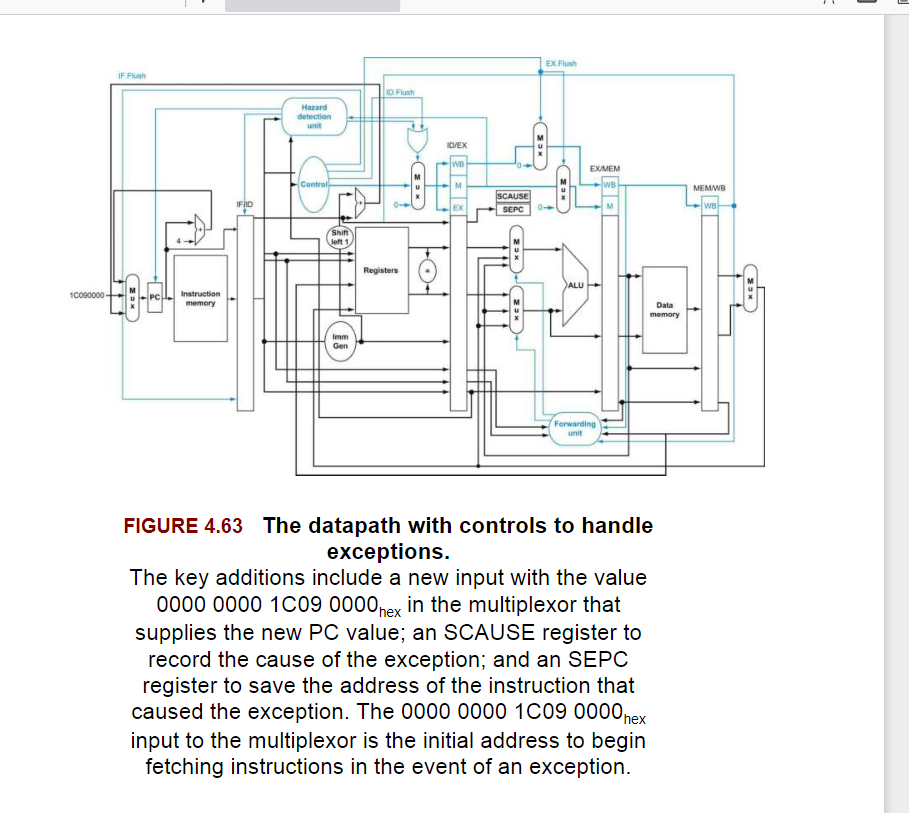 EX.Flush
IF.Flush
ID.Flush
Hazard
detection
unit
M
u
x
ID/EX
WB
0
EX/MEM
Control
M
u
x
M
M
u
x
WB
MEM/WB
SCAUSE
WB
0
EX
SEPC
0
M
IF/ID
+
+
4
Shift
left 1
M
u
x
Registers
=
M
u
x
ALU
M
u
x
1C090000
M
u
x
PC
Instruction
memory
M
u
x
Data
memory
Imm
Gen
Forwarding
unit
FIGURE 4.63 The datapath with controls to handle
exceptions.
The key additions include a new input with the value
0000 0000 1C09 0000hex in the multiplexor that
supplies the new PC value; an SCAUSE register to
record the cause of the exception; and an SEPC
register to save the address of the instruction that
caused the exception. The 0000 0000 1C09 0000hex
input to the multiplexor is the initial address to begin
fetching instructions in the event of an exception.